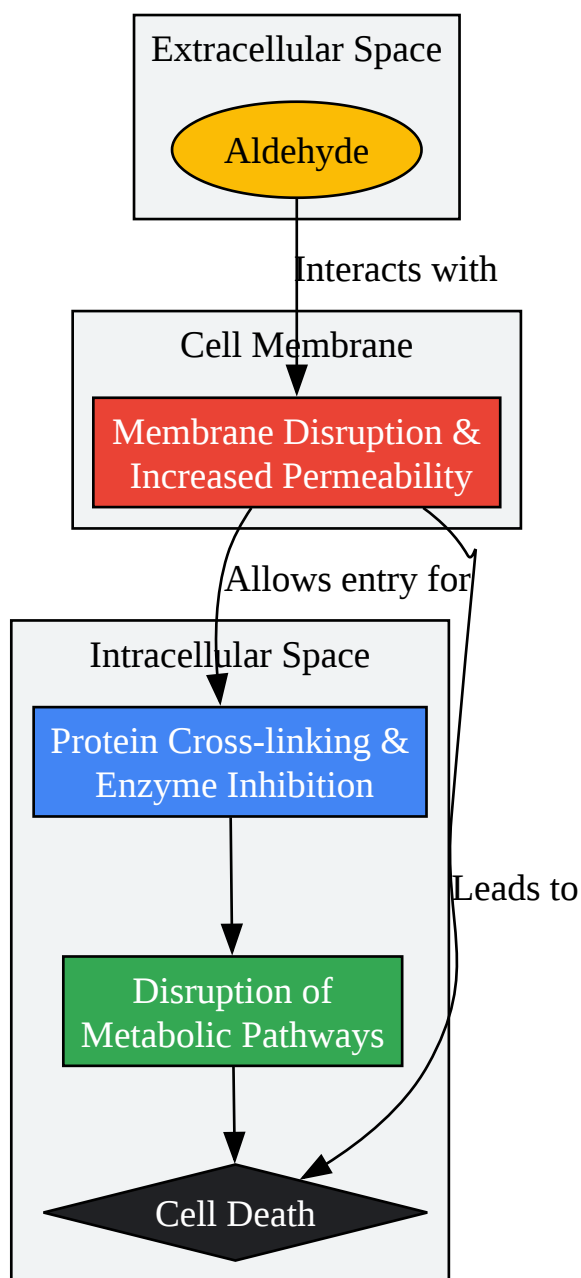 Extracellular Space
Aldehyde
Interacts with
Cell Membrane
Membrane Disruption &
Increased Permeability
Allows entry for
Intracellular Space
Protein Cross-linking &
Enzyme Inhibition
Leads to
Disruption of
Metabolic Pathways
Cell Death